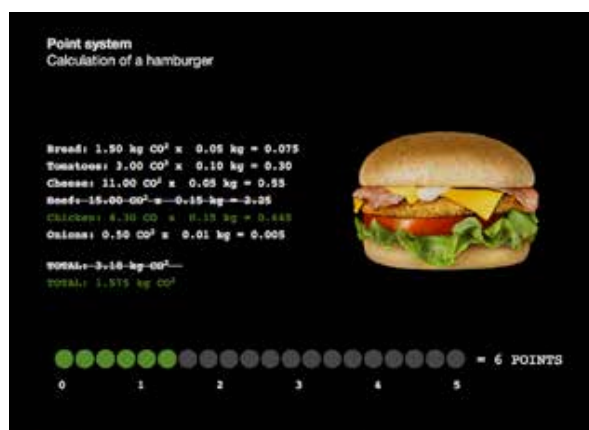 Point system
Calculation of a hamburger
Bread: 1.50 kg CO² x 0.05 kg = 0.075
Tomatoes: 3.00 CO² x 0.10 kg = 0.30
Cheese: 11.00 CO² x 0.05 kg = 0.55
Beef: 15.00 CO² x 0.15 kg = 2.25
Chicken: 4.30 CO x 0.15 kg = 0.645
Onions: 0.50 CO² x 0.01 kg = 0.005
TOTAL: 3.18 kg CO²
TOTAL: 1.575 kg CO²
= 6 POINTS
0 1 2 3 4 5